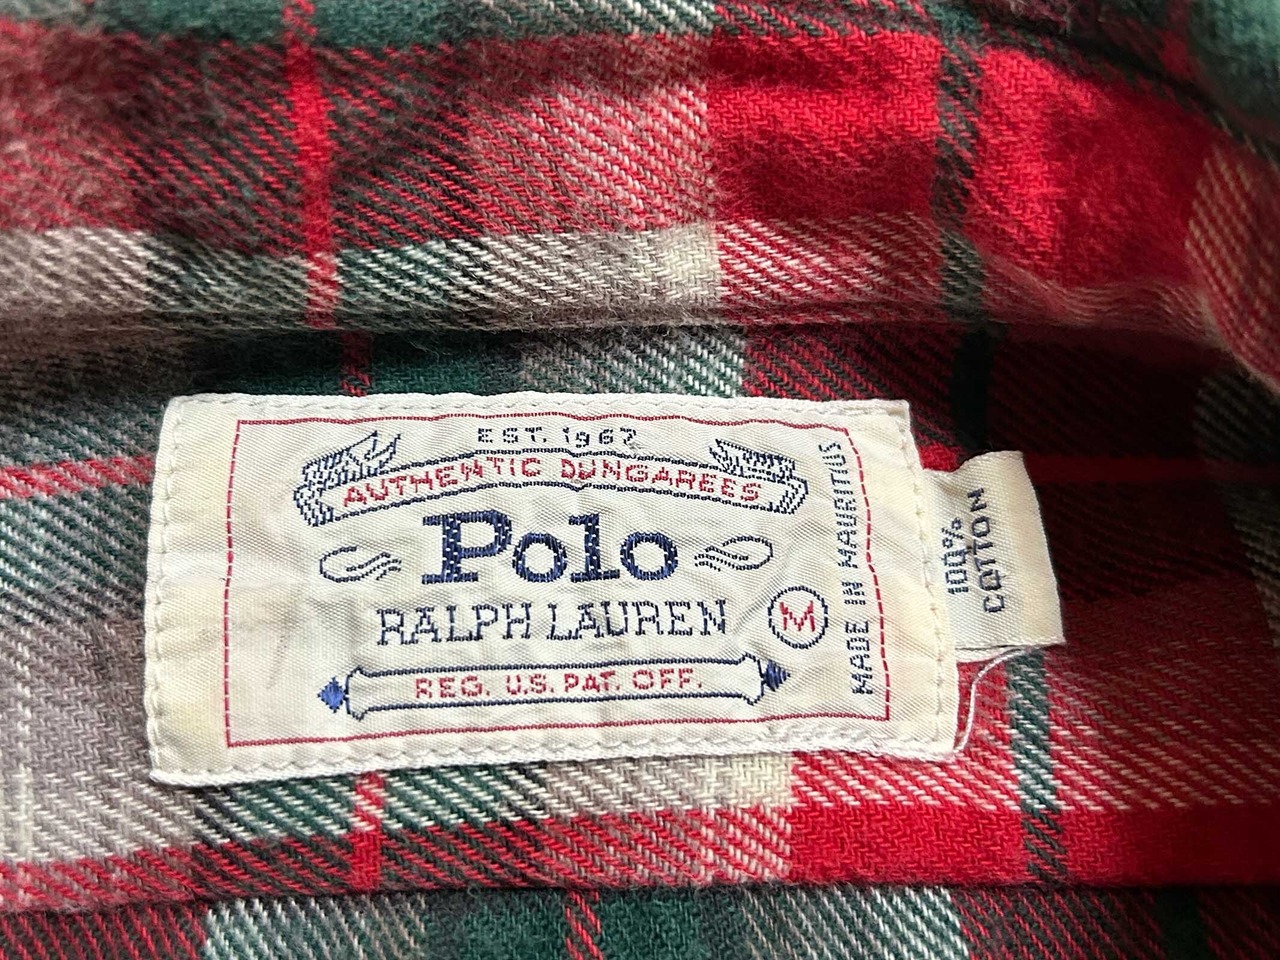 EST. 1967
AUTHENTIC DUNGAREES
Polo
RALPH LAUREN
M
REG. U.S. PAT. OFF.
MADE IN MAURITIUS
100%
COTTON